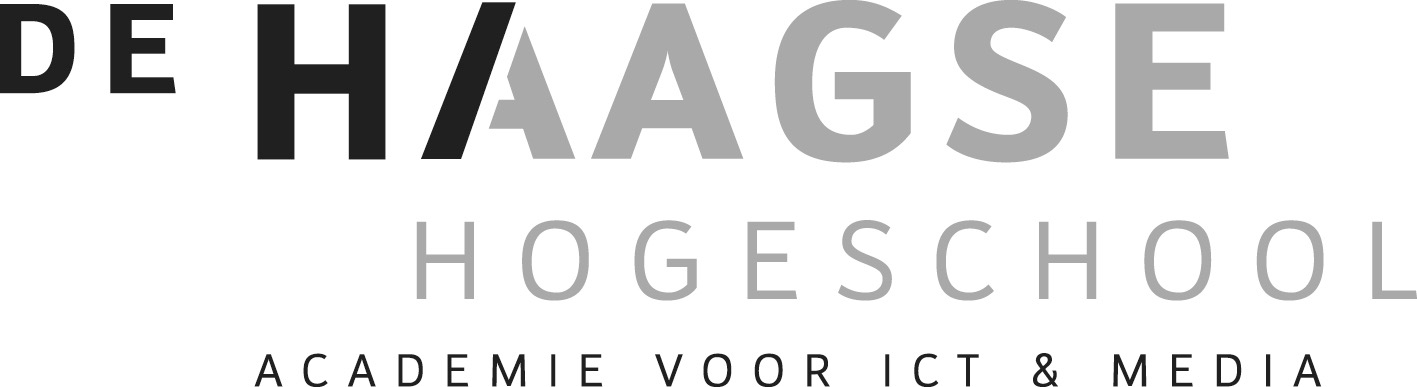 DE HAAGSE
HOGESCHOOL
ACADEMIE VOOR ICT & MEDIA